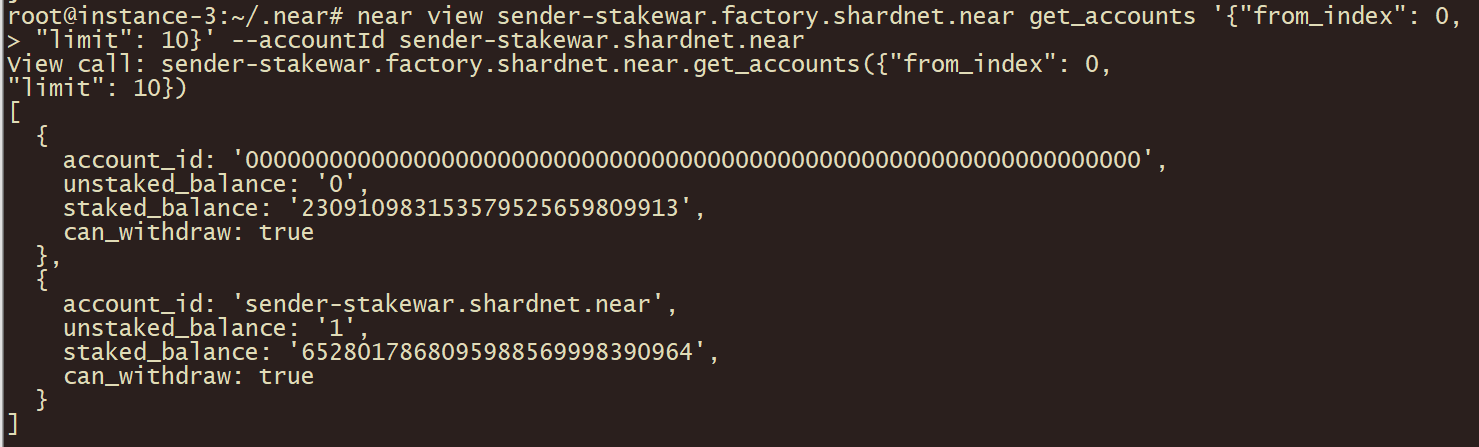 root@instance-3:~/.near# near view sender-stakewar.factory.shardnet.near get_accounts '{"from_index": 0,
> "limit": 10}' --accountId sender-stakewar.shardnet.near
View call: sender-stakewar.factory.shardnet.near.get_accounts({"from_index": 0,
"limit": 10})
[
  {
    account_id: '0000000000000000000000000000000000000000000000000000000000000000',
    unstaked_balance: '0',
    staked_balance: '2309109831535795256598099​13',
    can_withdraw: true
  },
  {
    account_id: 'sender-stakewar.shardnet.near',
    unstaked_balance: '1',
    staked_balance: '6528017868095988569998390964',
    can_withdraw: true
  }
]